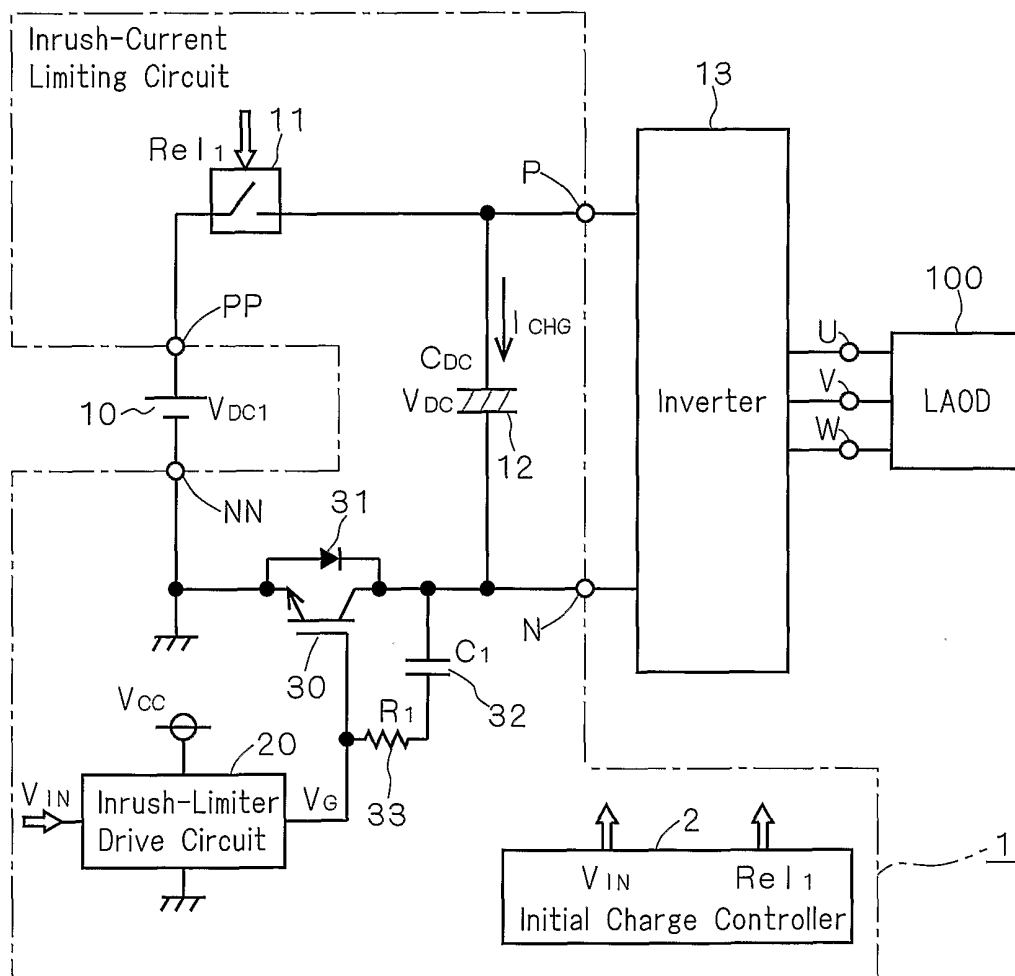 Inrush-Current
Limiting Circuit
Rel1
11
13
P
PP
ICHG
100
CDC
U
10
VDC1
VDC
Inverter
V
LAOD
W
12
NN
31
N
30
C1
32
VCC
R1
20
VIN
Inrush-Limiter
Drive Circuit
VG
33
2
1
VIN
Rel1
Initial Charge Controller